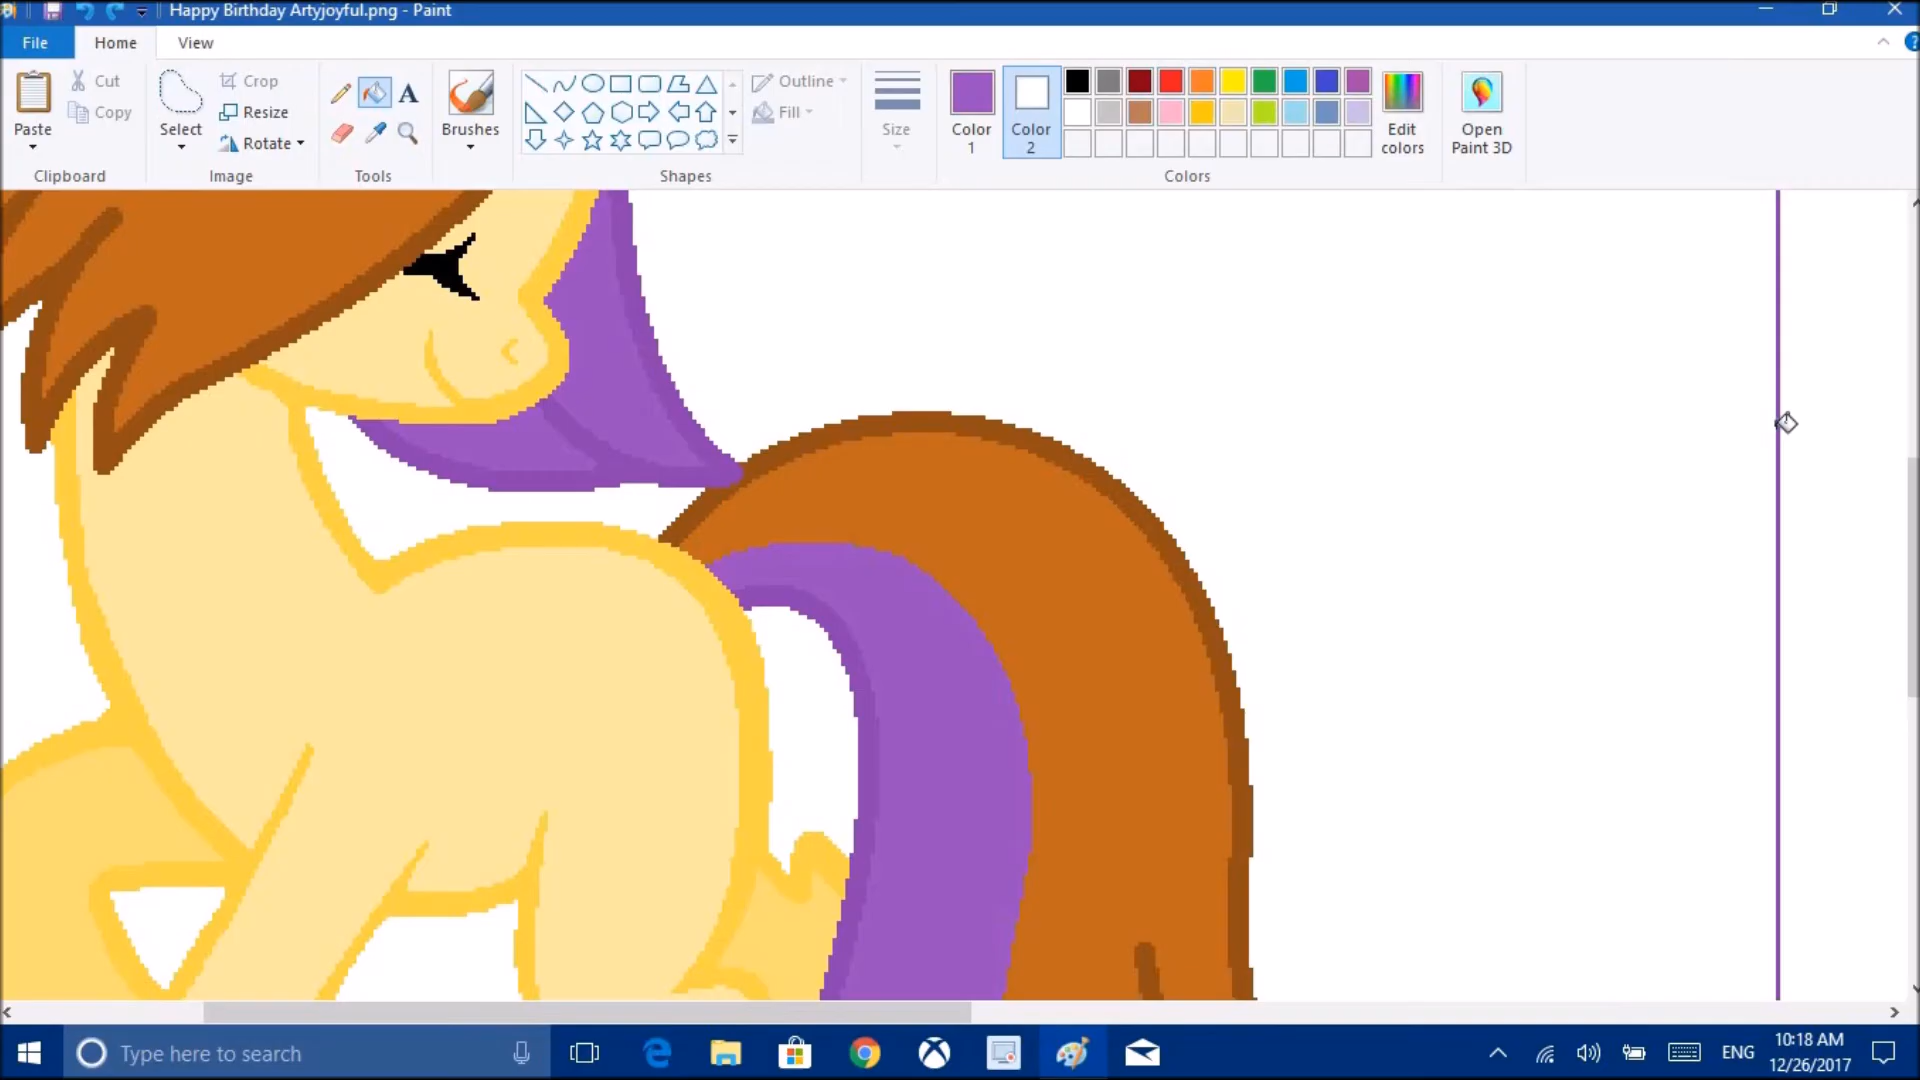 Happy Birthday Artyjoyful.png - Paint
File Home View
Paste
Cut
Copy
Clipboard
Select
Crop
Resize
Rotate
Image
A
Tools
Brushes
Outline
Fill
Shapes
Size
Color 1
Color 2
Edit colors
Colors
Open Paint 3D
Type here to search
ENG
10:18 AM
12/26/2017